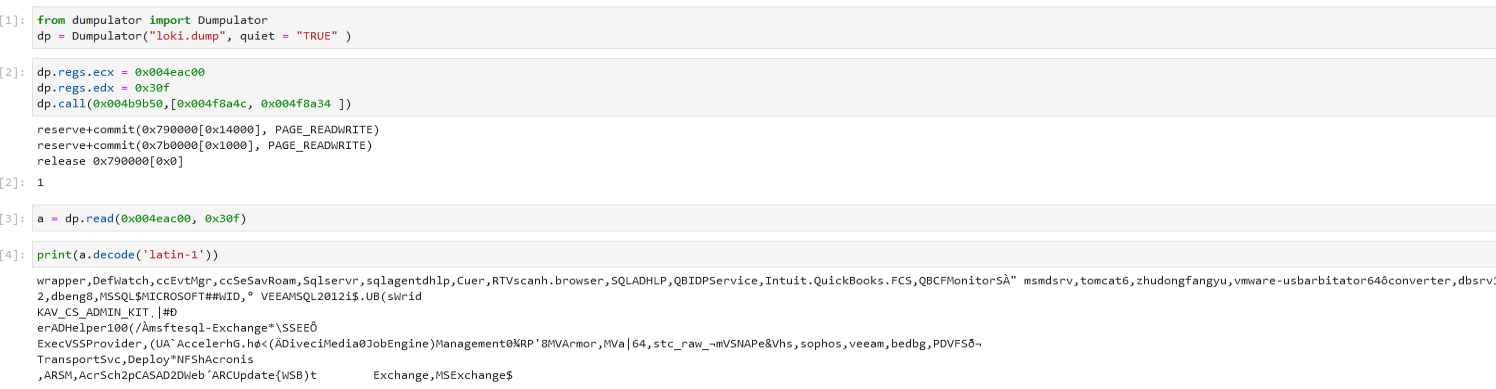 [1]: from dumpulator import Dumpulator
dp = Dumpulator("loki.dump", quiet = "TRUE" )
[2]: dp.regs.ecx = 0x004eac00
dp.regs.edx = 0x30f
dp.call(0x004b9b50,[0x004f8a4c, 0x004f8a34 ])
reserve+commit(0x790000[0x14000], PAGE_READWRITE)
reserve+commit(0x7b0000[0x1000], PAGE_READWRITE)
release 0x790000[0x0]
[2]: 1
[3]: a = dp.read(0x004eac00, 0x30f)
[4]: print(a.decode('latin-1'))
wrapper,DefWatch,ccEvtMgr,ccSeSavRoam,Sqlservr,sqlagentdhlp,Cuer,RTVscanh.browser,SQLADHLP,QBIDPService,Intuit.QuickBooks.FCS,QBCFMonitorSÀ" msmdsrv,tomcat6,zhudongfangyu,vmware-usbarbitator64ôconverter,dbsrv1
2,dbeng8,MSSQL$MICROSOFT##WID,° VEEAMSQL2012i$.UB(sWrid
KAV_CS_ADMIN_KIT¸|#Ð
erADHelper100(/Àmsftesql-Exchange*\SSEEÔ
ExecVSSProvider,(UA`AccelerhG.hø<(ÄDiveciMedia0JobEngine)Management0¾RP'8MVArmor,MVa|64,stc_raw_¬mVSNAPe&Vhs,sophos,veeam,bedbg,PDVFSð¬
TransportSvc,Deploy*NFShAcronis
,ARSM,AcrSch2pCASAD2DWeb´ARCUpdate{WSB)t Exchange,MSExchange$